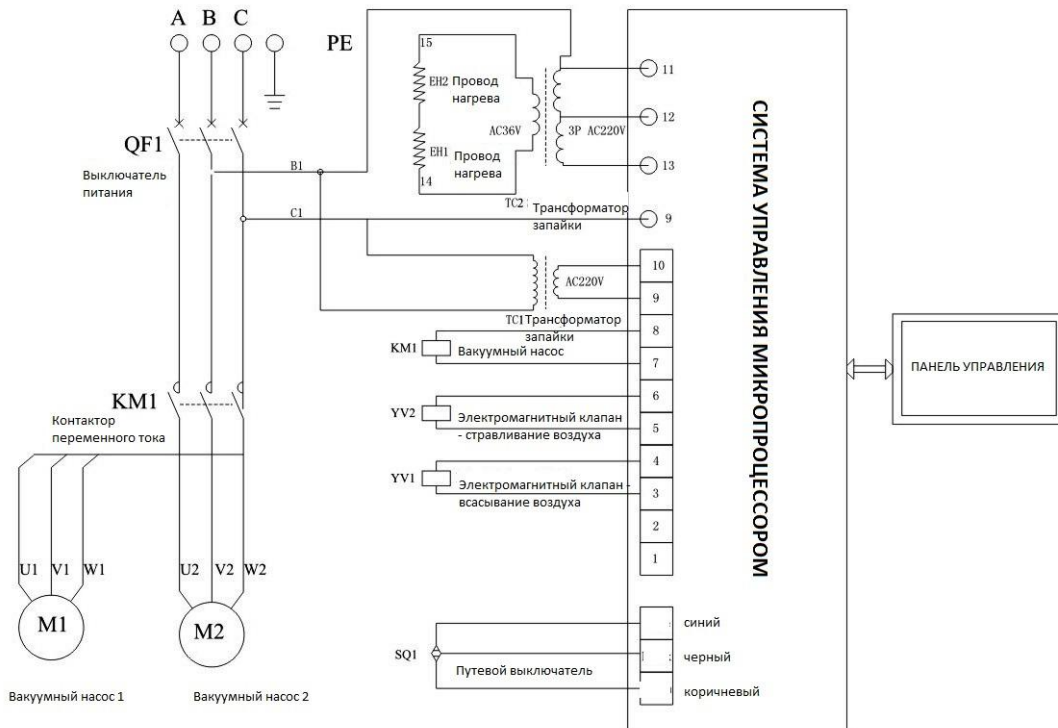 A B C
PE
QF1
Выключатель
питания
B1
C1
15
EH2 Провод
нагрева
EH1 Провод
нагрева
14
AC36V
3P AC220V
11
12
13
TC2 Трансформатор
запайки
9
10
AC220V
9
TC1 Трансформатор
запайки
8
KM1 Вакуумный насос
7
6
YV2 Электромагнитный клапан
- стравливание воздуха
5
4
YV1 Электромагнитный клапан -
всасывание воздуха
3
2
1
KM1
Контактор
переменного тока
U1 V1 W1
U2 V2 W2
M1
M2
Вакуумный насос 1
Вакуумный насос 2
SQ1
Путевой выключатель
синий
черный
коричневый
СИСТЕМА УПРАВЛЕНИЯ МИКРОПРОЦЕССОРОМ
ПАНЕЛЬ УПРАВЛЕНИЯ